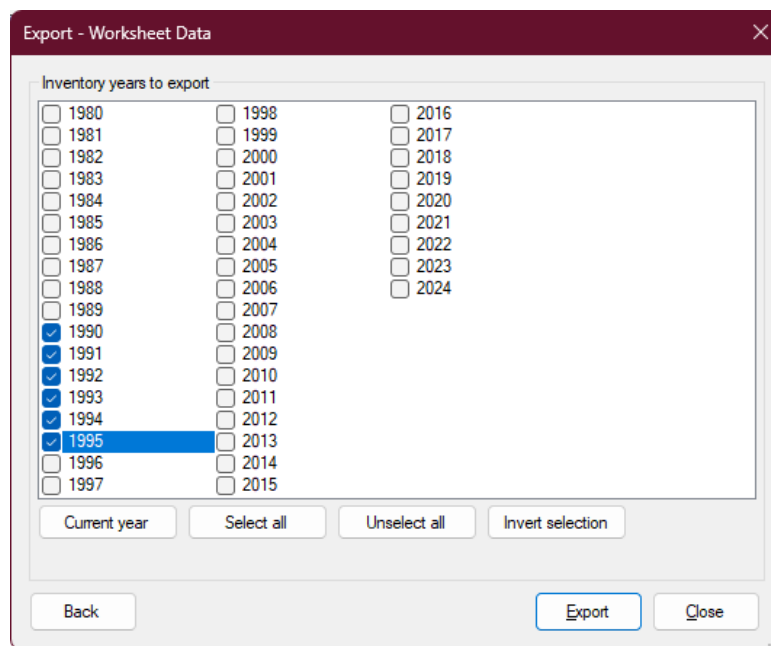 Export - Worksheet Data
Inventory years to export
1980 1998 2016
1981 1999 2017
1982 2000 2018
1983 2001 2019
1984 2002 2020
1985 2003 2021
1986 2004 2022
1987 2005 2023
1988 2006 2024
1989 2007
1990 2008
1991 2009
1992 2010
1993 2011
1994 2012
1995 2013
1996 2014
1997 2015
Current year Select all Unselect all Invert selection
Back Export Close